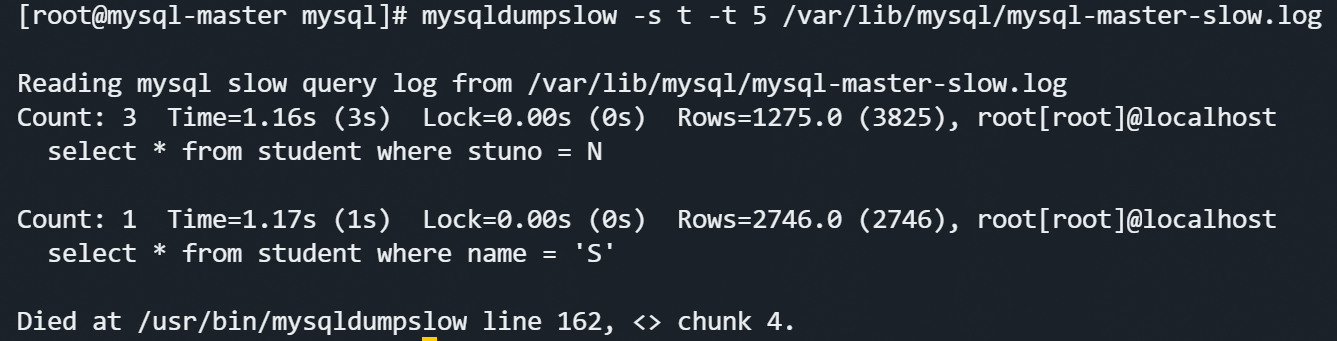 [root@mysql-master mysql]# mysqldumpslow -s t -t 5 /var/lib/mysql/mysql-master-slow.log
Reading mysql slow query log from /var/lib/mysql/mysql-master-slow.log
Count: 3  Time=1.16s (3s)  Lock=0.00s (0s)  Rows=1275.0 (3825), root[root]@localhost
  select * from student where stuno = N
Count: 1  Time=1.17s (1s)  Lock=0.00s (0s)  Rows=2746.0 (2746), root[root]@localhost
  select * from student where name = 'S'
Died at /usr/bin/mysqldumpslow line 162, <> chunk 4.